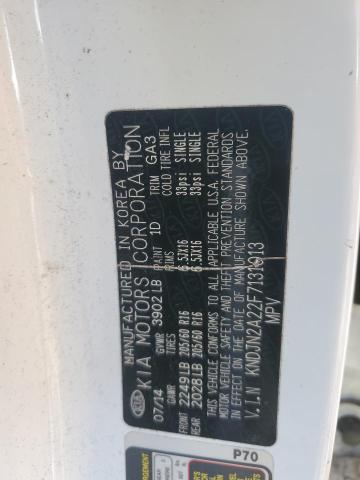 MANUFACTURED IN KOREA BY
KIA MOTORS CORPORATION
07/14 GVWR 3902LB PAINT 1D TRIM GA3
GAWR TIRES RIMS COLD TIRE INFL
FRONT 2249LB 205/60 R16 6.5JX16 33psi SINGLE
REAR 2028LB 205/60 R16 6.5JX16 33psi SINGLE
THIS VEHICLE CONFORMS TO ALL APPLICABLE U.S.A. FEDERAL
MOTOR VEHICLE SAFETY AND THEFT PREVENTION STANDARDS
IN EFFECT ON THE DATE OF MANUFACTURE SHOWN ABOVE.
V.I.N KNDJN2A22F7131013
MPV
P70